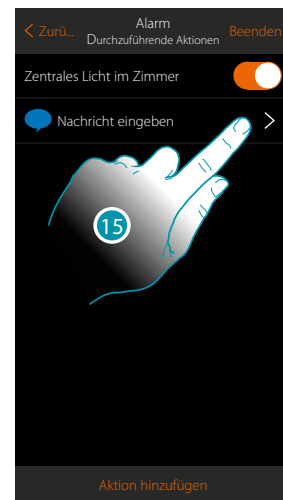 < Zurü... Alarm Beenden
Durchzuführende Aktionen
Zentrales Licht im Zimmer
Nachricht eingeben
15
Aktion hinzufügen